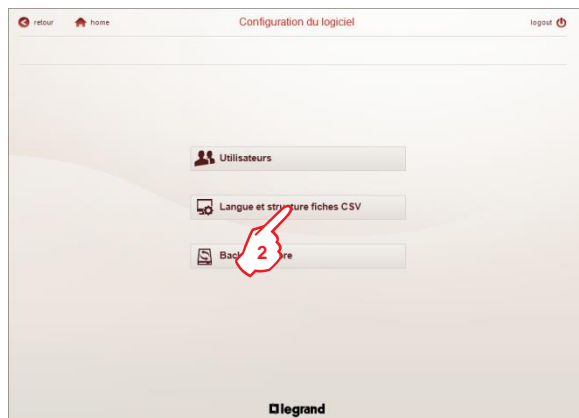 retour home Configuration du logiciel logout
Utilisateurs
Langue et structure fiches CSV
2
legrand